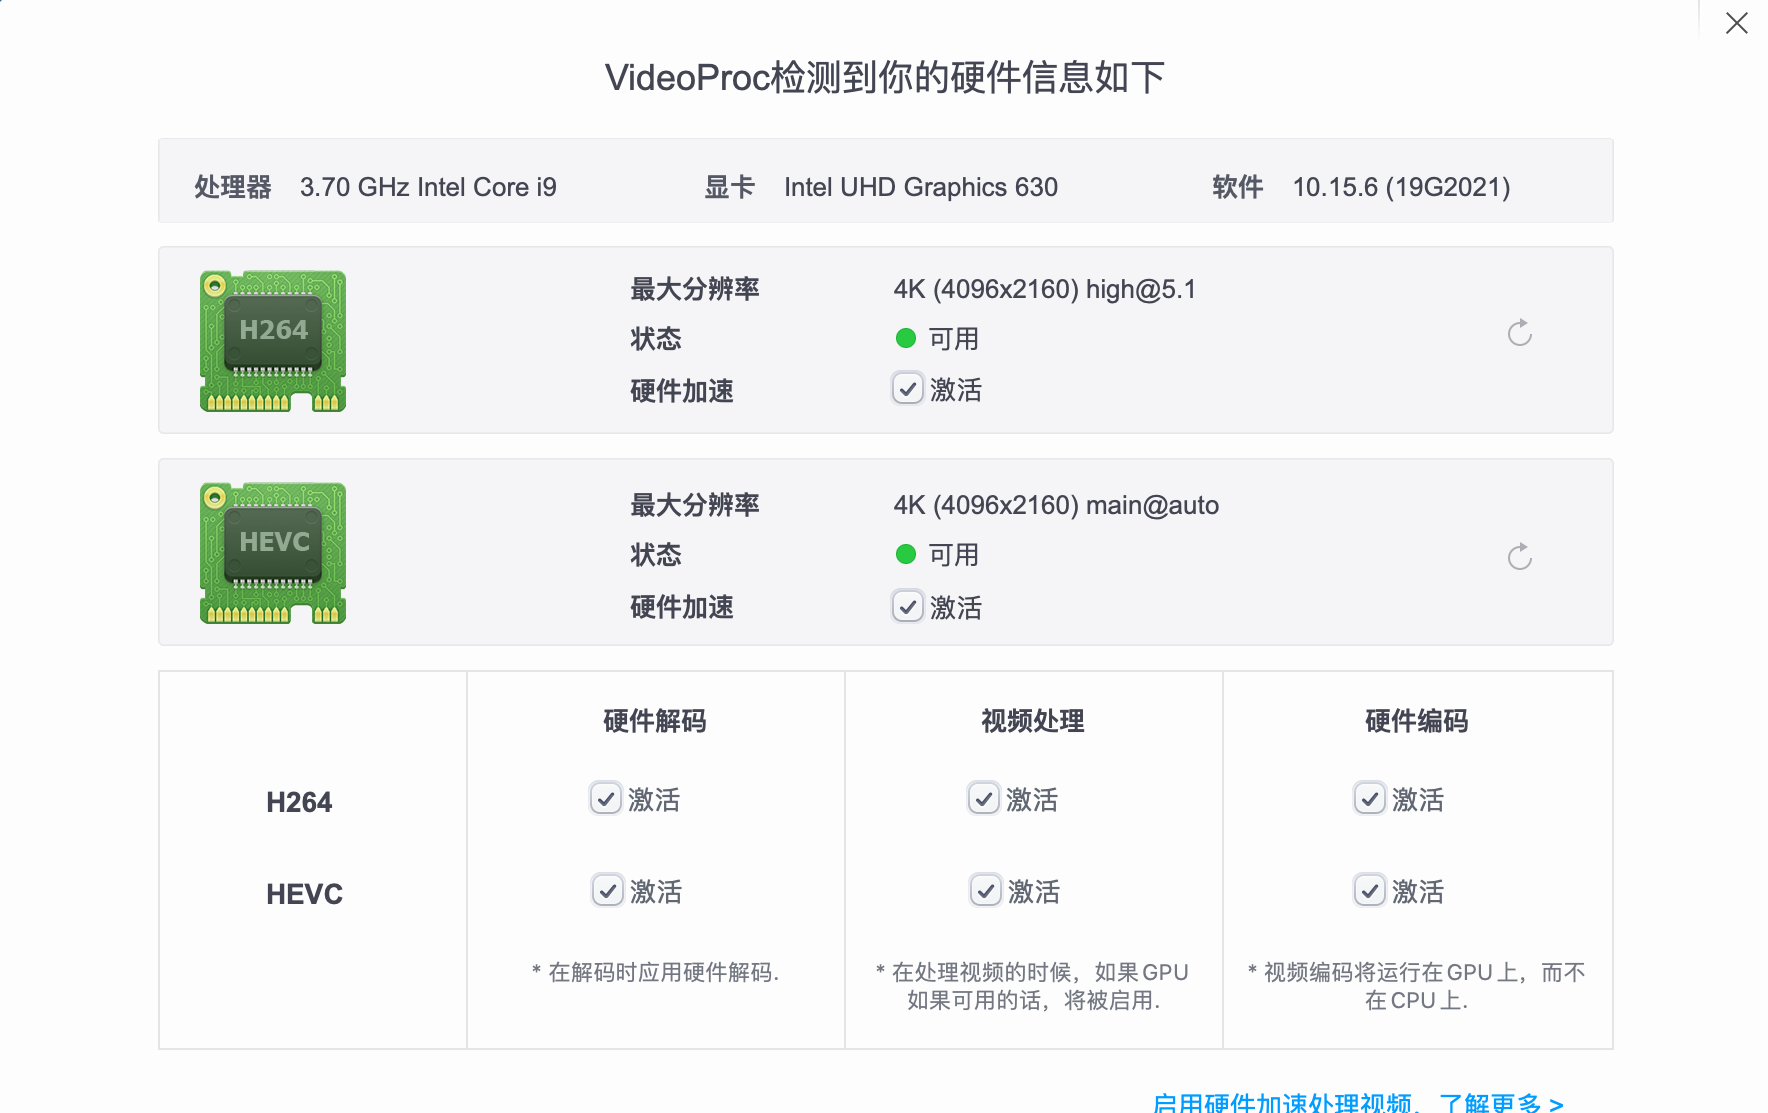 VideoProc检测到你的硬件信息如下
处理器 3.70 GHz Intel Core i9 显卡 Intel UHD Graphics 630 软件 10.15.6 (19G2021)
H264
最大分辨率 4K (4096x2160) high@5.1
状态 可用
硬件加速 激活
HEVC
最大分辨率 4K (4096x2160) main@auto
状态 可用
硬件加速 激活
硬件解码 视频处理 硬件编码
H264 激活 激活 激活
HEVC 激活 激活 激活
* 在解码时应用硬件解码.
* 在处理视频的时候，如果GPU
如果可用的话，将被启用.
* 视频编码将运行在GPU上，而不
在CPU上.
启用硬件加速处理视频，了解更多 >